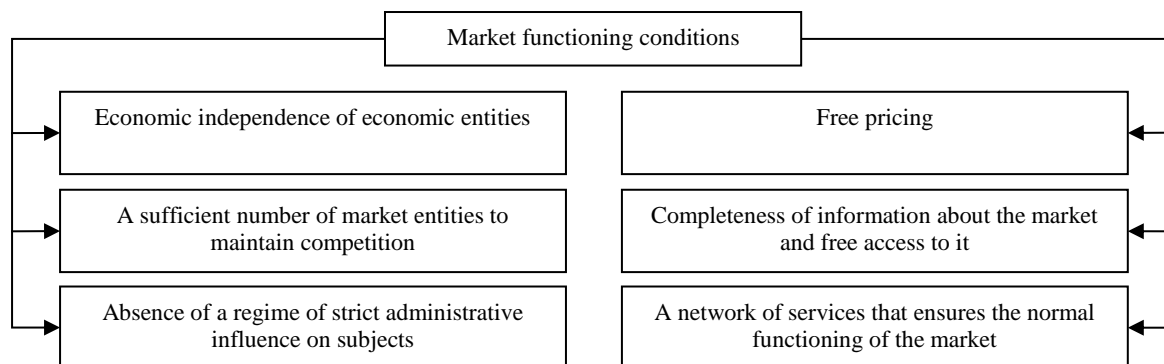 Market functioning conditions
Economic independence of economic entities
Free pricing
A sufficient number of market entities to
maintain competition
Completeness of information about the market
and free access to it
Absence of a regime of strict administrative
influence on subjects
A network of services that ensures the normal
functioning of the market